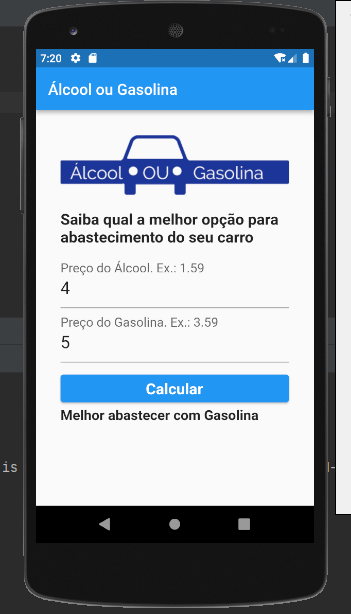 7:20
Álcool ou Gasolina
Álcool OU Gasolina
Saiba qual a melhor opção para
abastecimento do seu carro
Preço do Álcool. Ex.: 1.59
4
Preço do Gasolina. Ex.: 3.59
5
Calcular
Melhor abastecer com Gasolina
is